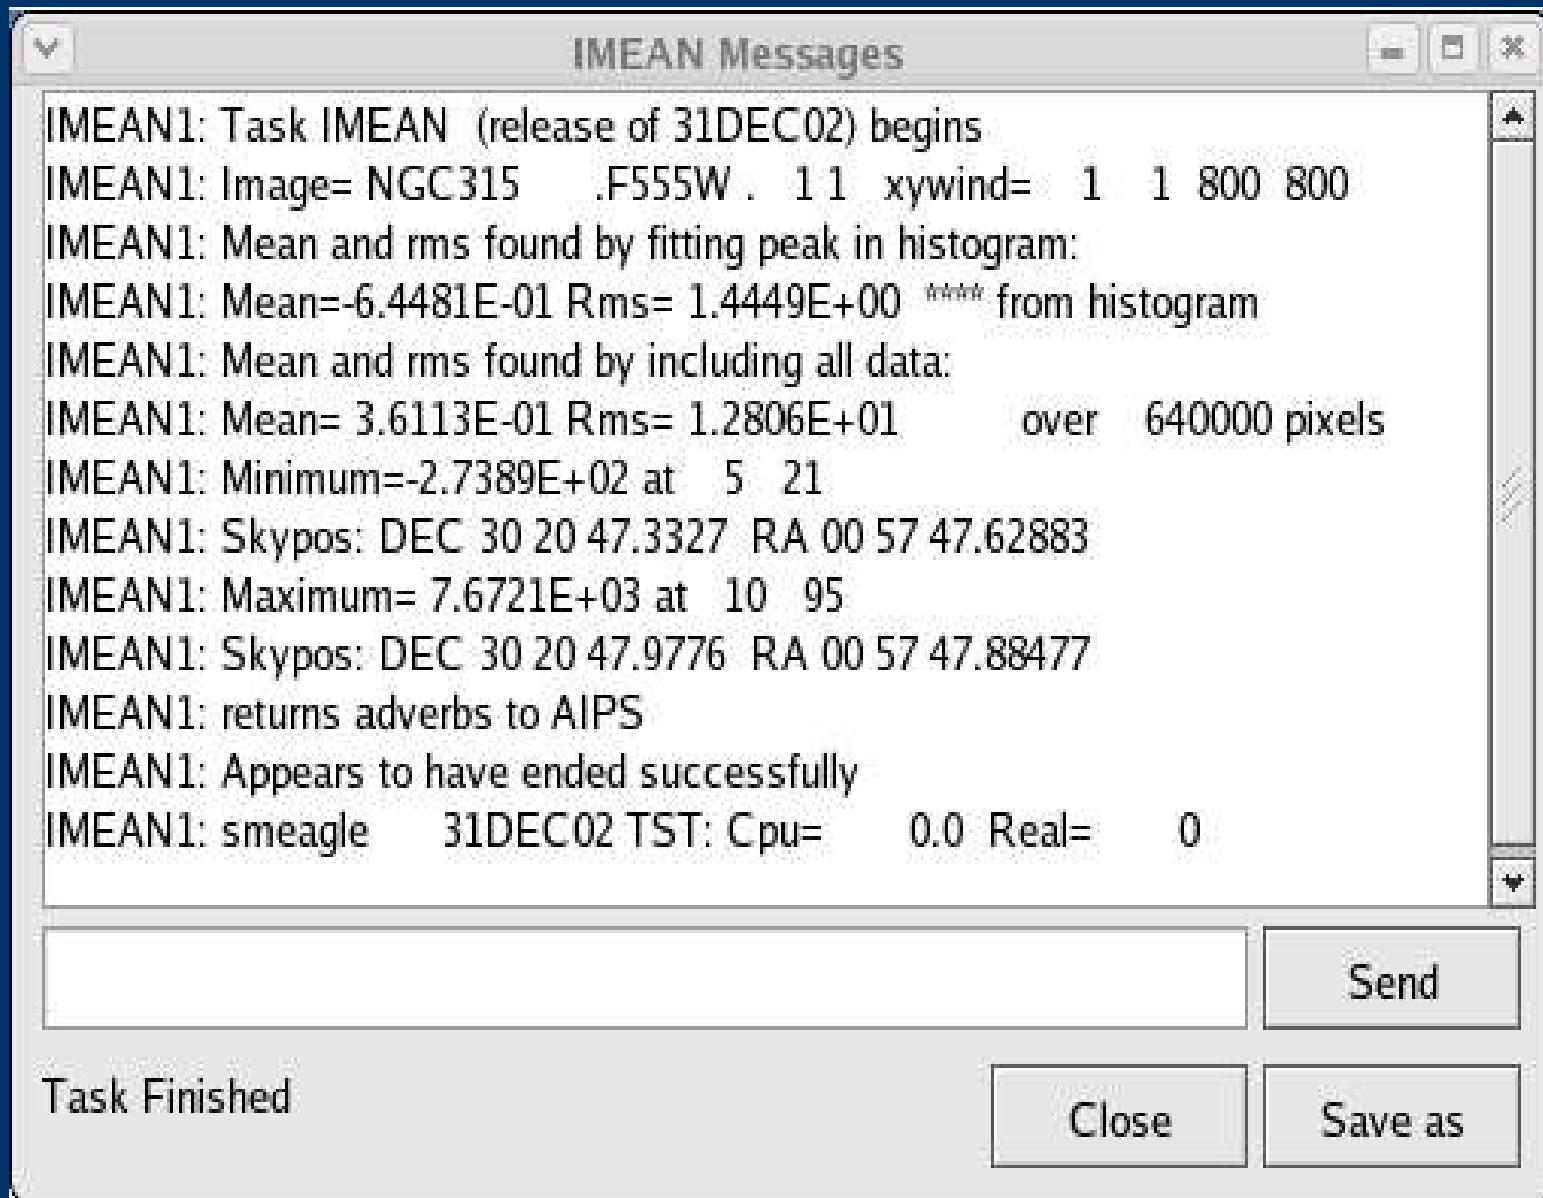 IMEAN Messages
IMEAN1: Task IMEAN  (release of 31DEC02) begins
IMEAN1: Image= NGC315      .F555W .   1 1   xywind=    1    1  800  800
IMEAN1: Mean and rms found by fitting peak in histogram:
IMEAN1: Mean=-6.4481E-01 Rms= 1.4449E+00  **** from histogram
IMEAN1: Mean and rms found by including all data:
IMEAN1: Mean= 3.6113E-01 Rms= 1.2806E+01          over    640000 pixels
IMEAN1: Minimum=-2.7389E+02 at    5   21
IMEAN1: Skypos: DEC 30 20 47.3327  RA 00 57 47.62883
IMEAN1: Maximum= 7.6721E+03 at   10   95
IMEAN1: Skypos: DEC 30 20 47.9776  RA 00 57 47.88477
IMEAN1: returns adverbs to AIPS
IMEAN1: Appears to have ended successfully
IMEAN1: smeagle      31DEC02 TST: Cpu=       0.0  Real=       0
Send
Task Finished
Close
Save as